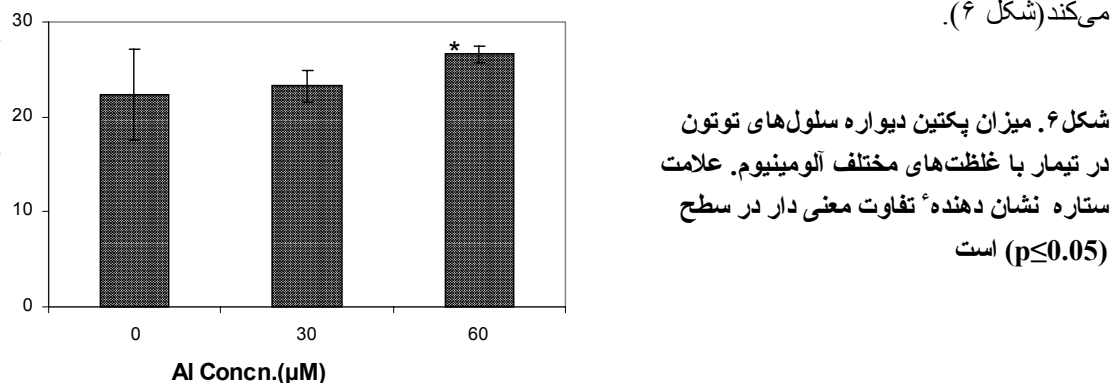 می‌کند(شکل ۶).
شکل۶. میزان پکتین دیواره سلول‌های توتون
در تیمار با غلظت‌های مختلف آلومینیوم. علامت
ستاره نشان دهندهٔ تفاوت معنی دار در سطح
(p≤0.05) است
30
20
10
0
*
0 30 60
Al Concn.(µM)